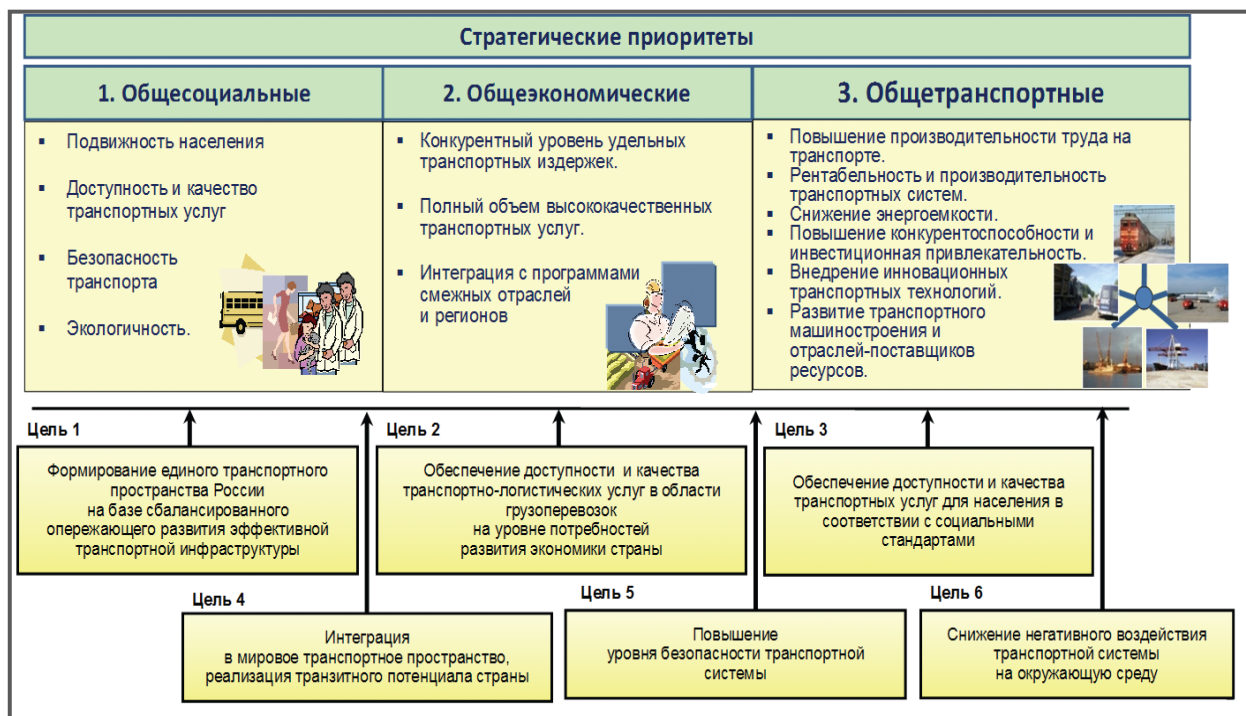 Стратегические приоритеты
1. Общесоциальные
Подвижность населения
Доступность и качество
транспортных услуг
Безопасность
транспорта
Экологичность.
2. Общеэкономические
Конкурентный уровень удельных
транспортных издержек.
Полный объем высококачественных
транспортных услуг.
Интеграция с программами
смежных отраслей
и регионов
3. Общетранспортные
Повышение производительности труда на
транспорте.
Рентабельность и производительность
транспортных систем.
Снижение энергоемкости.
Повышение конкурентоспособности и
инвестиционная привлекательность.
Внедрение инновационных
транспортных технологий.
Развитие транспортного
машиностроения и
отраслей-поставщиков
ресурсов.
Цель 1
Формирование единого транспортного
пространства России
на базе сбалансированного
опережающего развития эффективной
транспортной инфраструктуры
Цель 2
Обеспечение доступности и качества
транспортно-логистических услуг в области
грузоперевозок
на уровне потребностей
развития экономики страны
Цель 3
Обеспечение доступности и качества
транспортных услуг для населения в
соответствии с социальными
стандартами
Цель 4
Интеграция
в мировое транспортное пространство,
реализация транзитного потенциала страны
Цель 5
Повышение
уровня безопасности транспортной
системы
Цель 6
Снижение негативного воздействия
транспортной системы
на окружающую среду